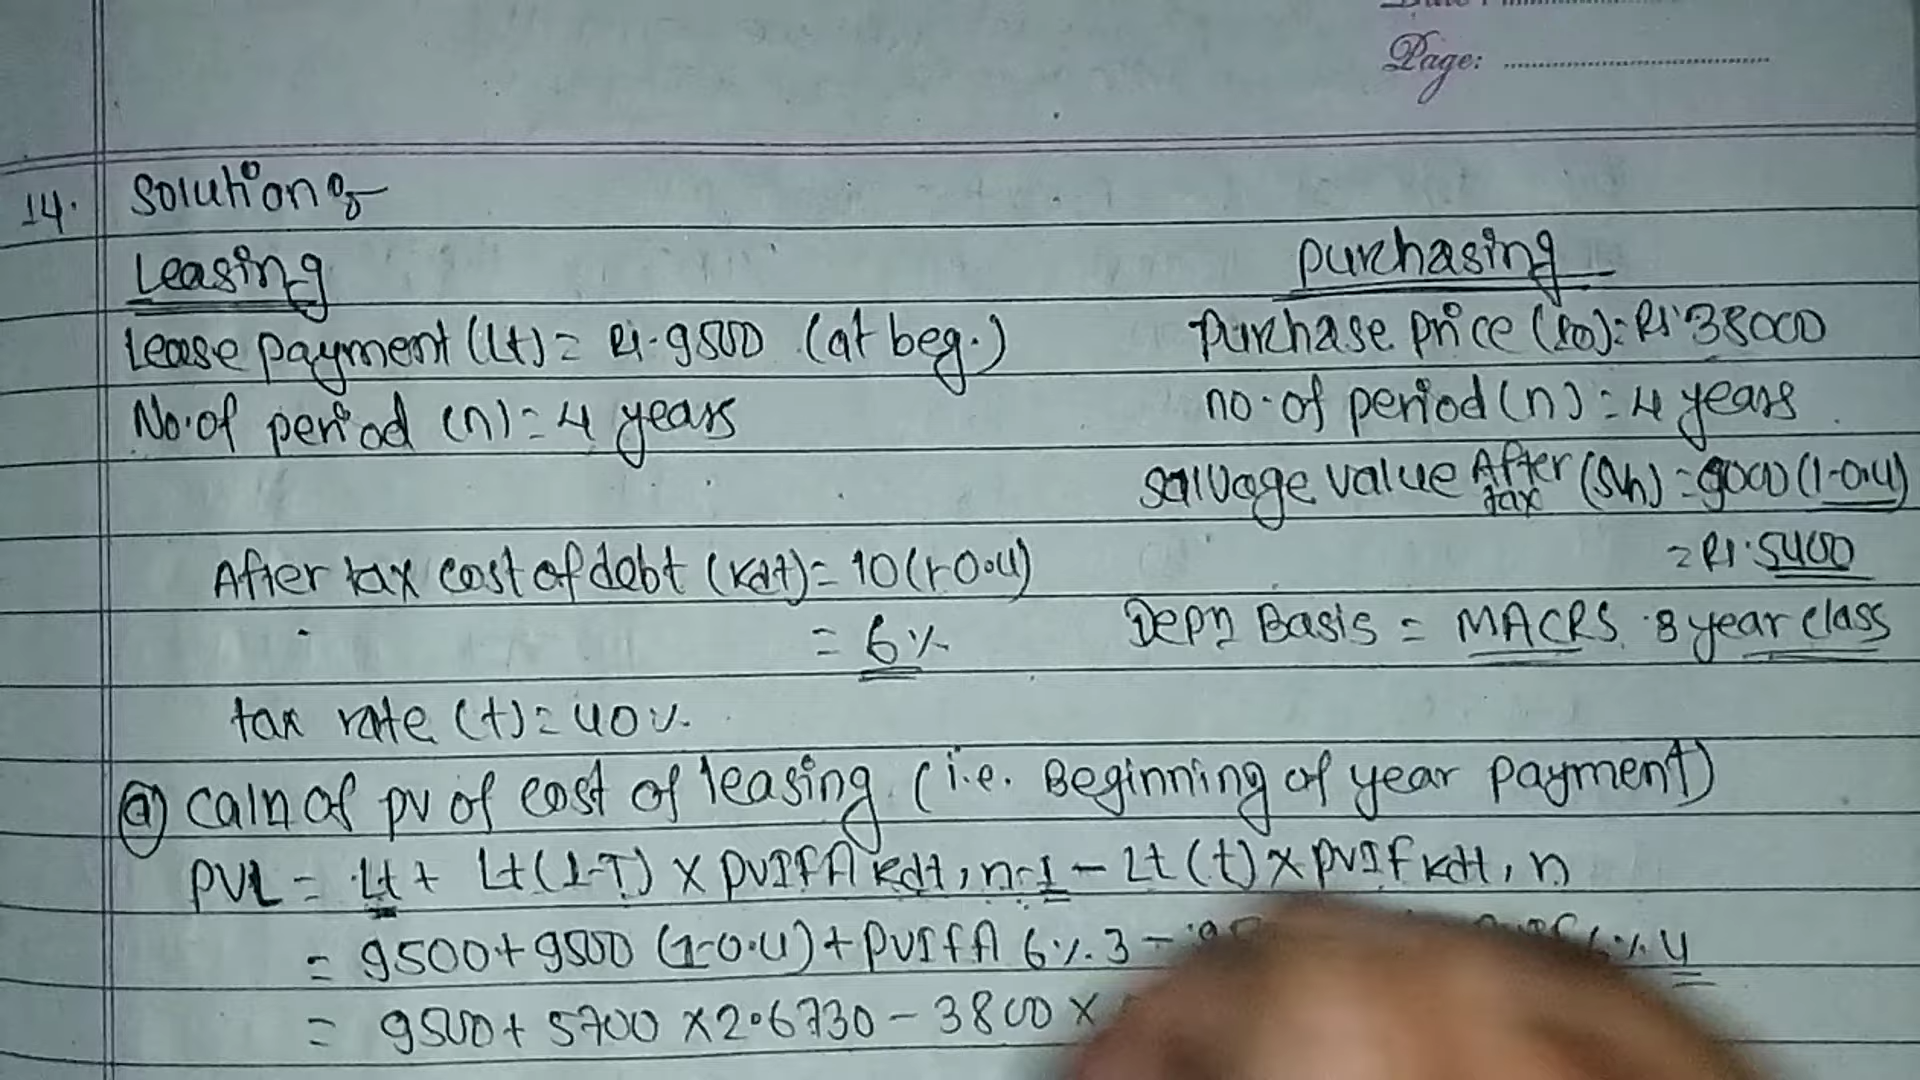 Page:
14. Solution:-
Leasing
Purchasing
Lease payment (Lt) = Rs. 9500 (at beg.)
Purchase price (Co) = Rs 38000
No. of period (n) = 4 years
no. of period (n) = 4 years
Salvage value After tax (Sn) = 9000 (1-0.4)
= Rs. 5400
After tax cost of debt (Kdt) = 10 (1-0.4)
= 6%
Depn Basis = MACRS 3 year class
tax rate (t) = 40%
(a) Caln of pv of cost of leasing (i.e. Beginning of year payment)
PVL = Lt + Lt (1-T) × PVIFA kdt, n-1 - Lt (t) × PVIF kdt, n
= 9500 + 9500 (1-0.4) + PVIFA 6%. 3 - 6%. 4
= 9500 + 5700 × 2.6730 - 3800 ×